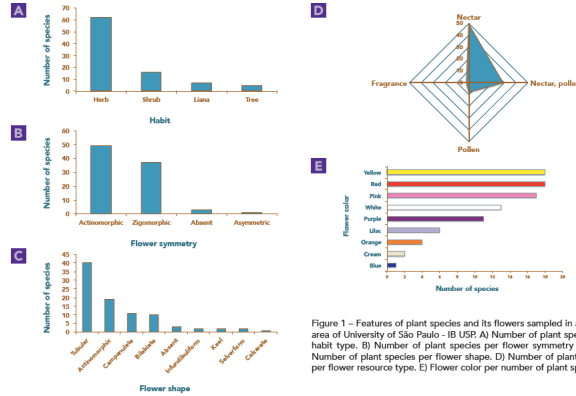 A
Number of species
70
60
50
40
30
20
10
0
Herb Shrub Liana Tree
Habit
B
Number of species
60
50
40
30
20
10
0
Actinomorphic Zigomorphic Absent Asymmetric
Flower symmetry
C
Number of species
45
40
35
30
25
20
15
10
5
0
Tubular Actinomorphic Campanulate Bilabiate Absent Infundibuliform Keel Salverform Calcarate
Flower shape
D
Nectar
50
Fragrance
Nectar, polle
Pollen
E
Flower color
Yellow
Red
Pink
White
Purple
Lilac
Orange
Cream
Blue
0 2 4 6 8 10 12 14 16 18 20
Number of species
Figure 1 – Features of plant species and its flowers sampled in
area of University of São Paulo - IB USP. A) Number of plant spe
habit type. B) Number of plant species per flower symmetry
Number of plant species per flower shape. D) Number of plant
per flower resource type. E) Flower color per number of plant s